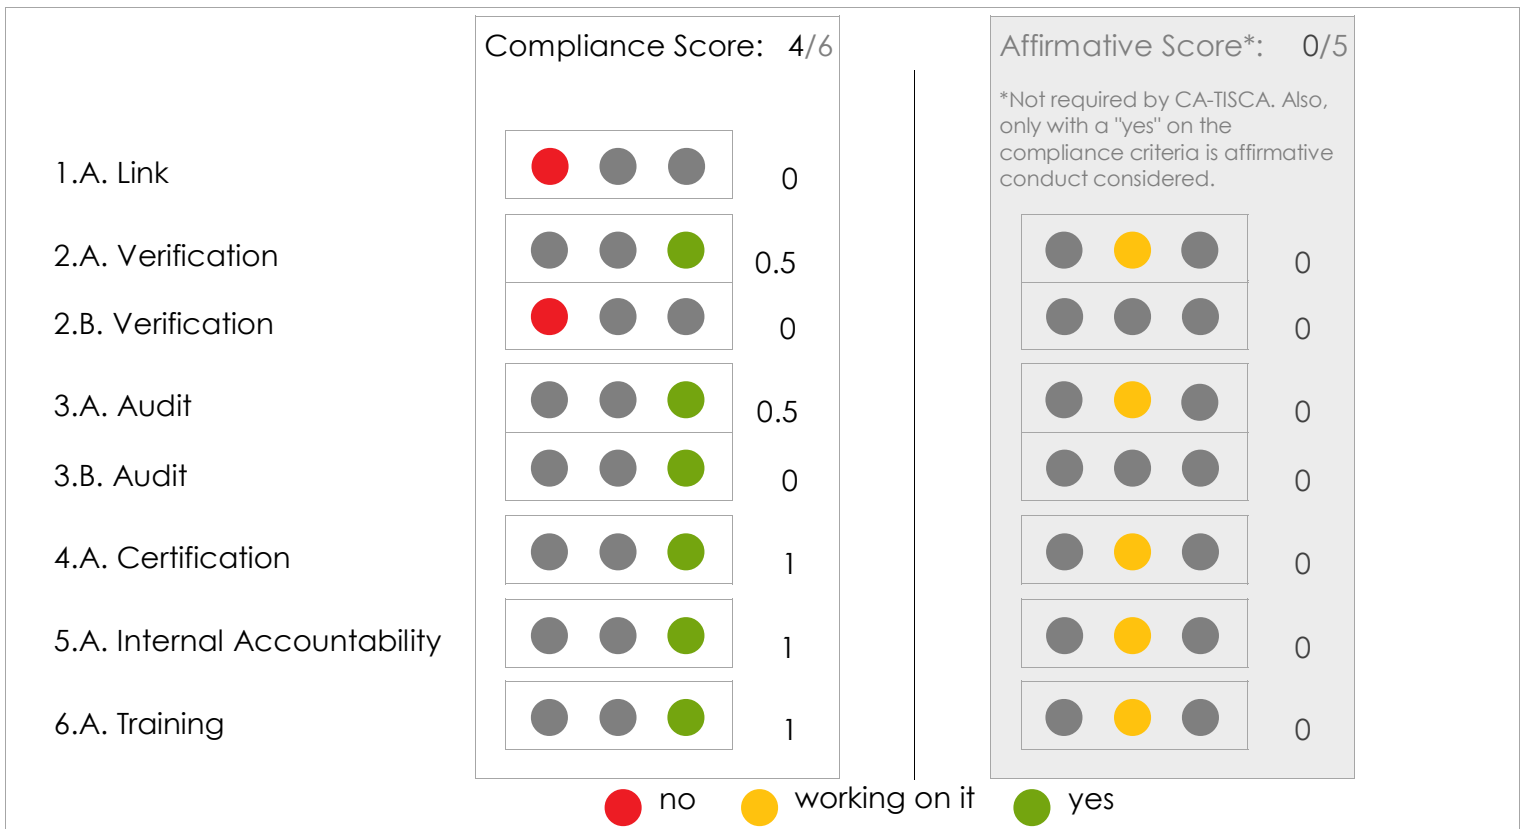 Compliance Score: 4/6
Affirmative Score*: 0/5
*Not required by CA-TISCA. Also,
only with a "yes" on the
compliance criteria is affirmative
conduct considered.
1.A. Link 0
2.A. Verification 0.5 0
2.B. Verification 0 0
3.A. Audit 0.5 0
3.B. Audit 0 0
4.A. Certification 1 0
5.A. Internal Accountability 1 0
6.A. Training 1 0
no working on it yes